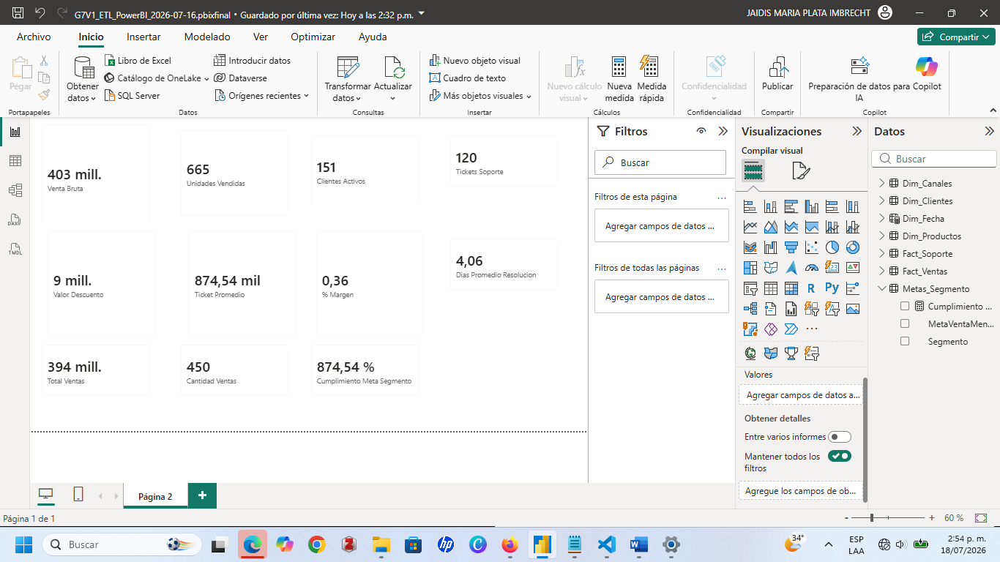 G7V1_ETL_PowerBI_2026-07-16.pbixfinal • Guardado por última vez: Hoy a las 2:32 p.m.
JAIDIS MARIA PLATA IMBRECHT
Archivo
Inicio
Insertar
Modelado
Ver
Optimizar
Ayuda
Compartir
Pegar
Portapapeles
Obtener datos
Libro de Excel
Catálogo de OneLake
SQL Server
Introducir datos
Dataverse
Orígenes recientes
Datos
Transformar datos
Actualizar
Consultas
Nuevo objeto visual
Cuadro de texto
Más objetos visuales
Insertar
Nuevo cálculo visual
Nueva medida
Medida rápida
Cálculos
Confidencialidad
Confidencialidad
Publicar
Compartir
Preparación de datos para IA
Copilot
Copilot
DAX
TMDL
403 mill.
Venta Bruta
665
Unidades Vendidas
151
Clientes Activos
120
Tickets Soporte
9 mill.
Valor Descuento
874,54 mil
Ticket Promedio
0,36
% Margen
4,06
Dias Promedio Resolucion
394 mill.
Total Ventas
450
Cantidad Ventas
874,54 %
Cumplimiento Meta Segmento
Filtros
Buscar
Filtros de esta página
...
Agregar campos de datos ...
Filtros de todas las páginas
...
Agregar campos de datos ...
Visualizaciones
Compilar visual
123
R
Py
...
Valores
Agregar campos de datos a...
Obtener detalles
Entre varios informes
Mantener todos los
filtros
Agregue los campos de ob...
Datos
Buscar
Dim_Canales
Dim_Clientes
Dim_Fecha
Dim_Productos
Fact_Soporte
Fact_Ventas
Metas_Segmento
Cumplimiento ...
MetaVentaMen...
Segmento
Página 2
+
Página 1 de 1
- + 60 %
Buscar
34°
ESP
LAA
2:54 p. m.
18/07/2026